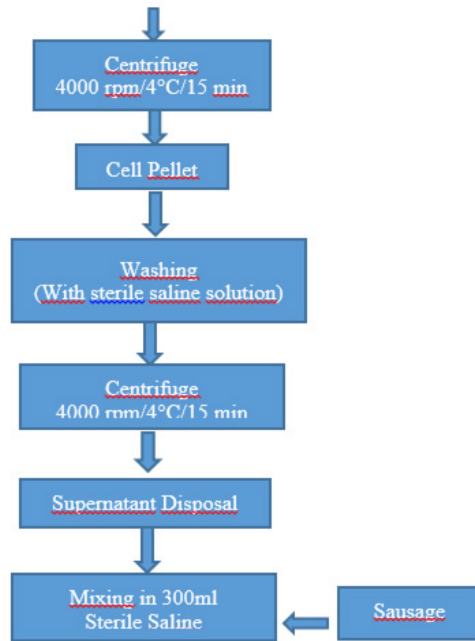 Centrifuge
4000 rpm/4°C/15 min
Cell Pellet
Washing
(With sterile saline solution)
Centrifuge
4000 rpm/4°C/15 min
Supernatant Disposal
Mixing in 300ml
Sterile Saline
Sausage